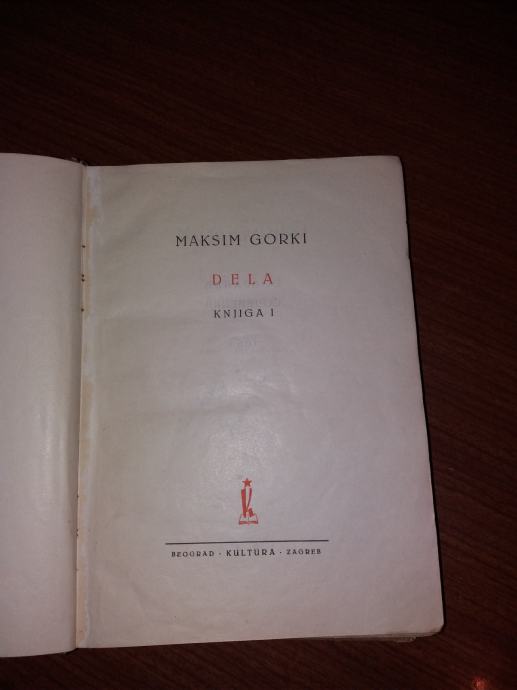 MAKSIM GORKI
DELA
KNJIGA I
BEOGRAD · KULTURA · ZAGREB